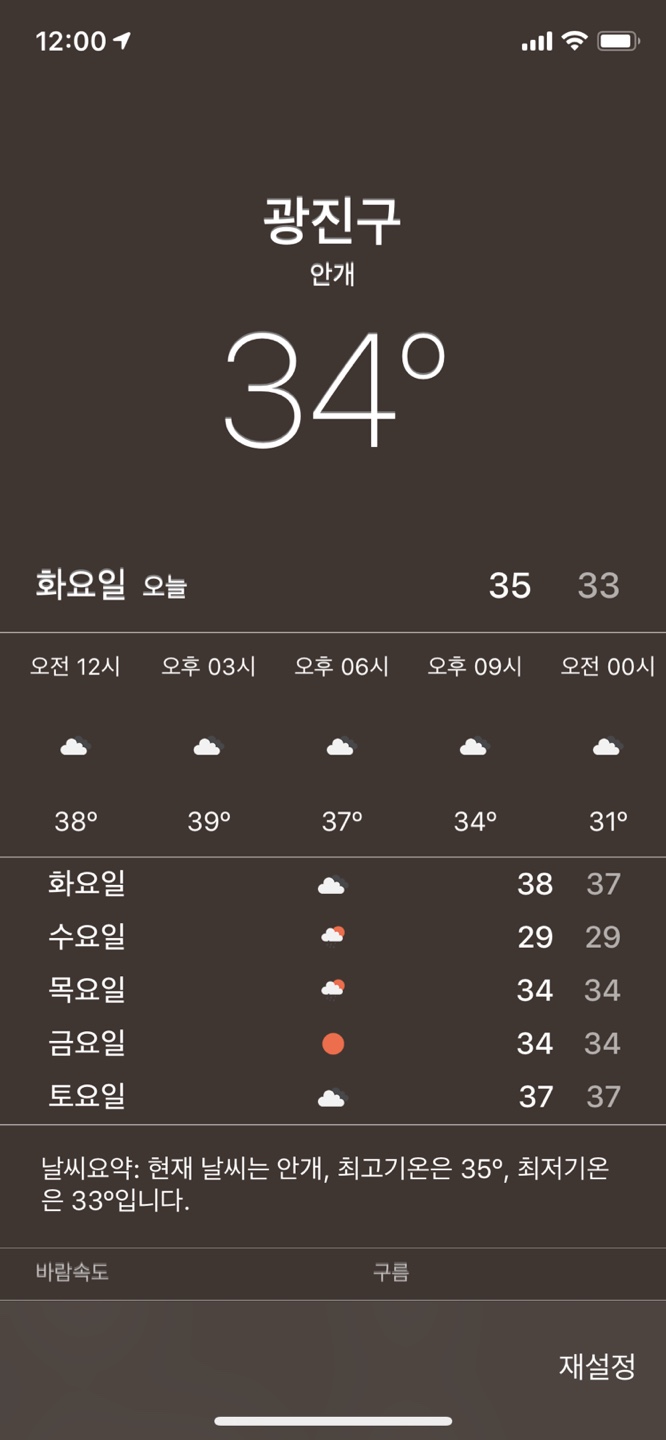 12:00
광진구
안개
34°
화요일 오늘 35 33
오전 12시 오후 03시 오후 06시 오후 09시 오전 00시
38° 39° 37° 34° 31°
화요일 38 37
수요일 29 29
목요일 34 34
금요일 34 34
토요일 37 37
날씨요약: 현재 날씨는 안개, 최고기온은 35°, 최저기온
은 33°입니다.
바람속도 구름
재설정